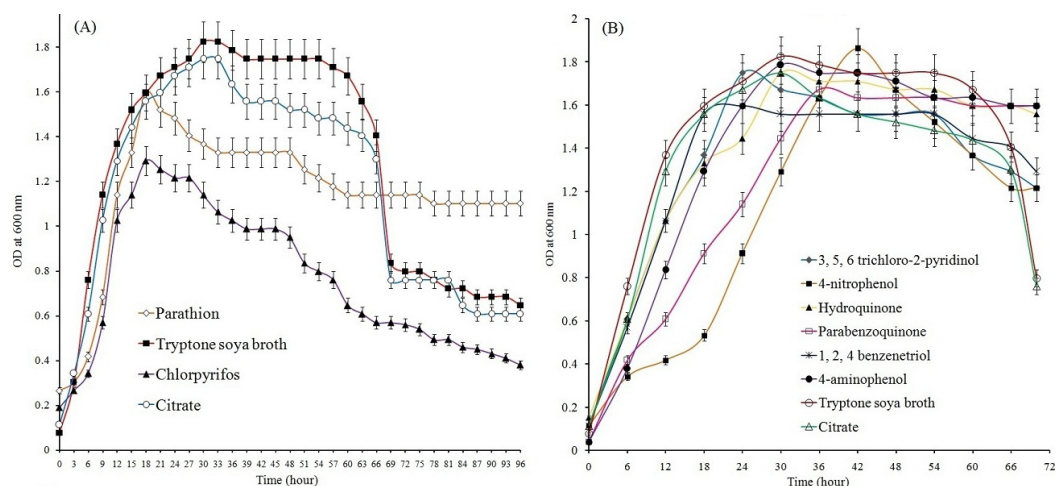 (A)
OD at 600 nm
1.8
1.6
1.4
1.2
1
0.8
0.6
0.4
0.2
0
Parathion
Tryptone soya broth
Chlorpyrifos
Citrate
0 3 6 9 12 15 18 21 24 27 30 33 36 39 42 45 48 51 54 57 60 63 66 69 72 75 78 81 84 87 90 93 96
Time (hour)
(B)
OD at 600 nm
2
1.8
1.6
1.4
1.2
1
0.8
0.6
0.4
0.2
0
3, 5, 6 trichloro-2-pyridinol
4-nitrophenol
Hydroquinone
Parabenzoquinone
1, 2, 4 benzenetriol
4-aminophenol
Tryptone soya broth
Citrate
0 6 12 18 24 30 36 42 48 54 60 66 72
Time (hour)